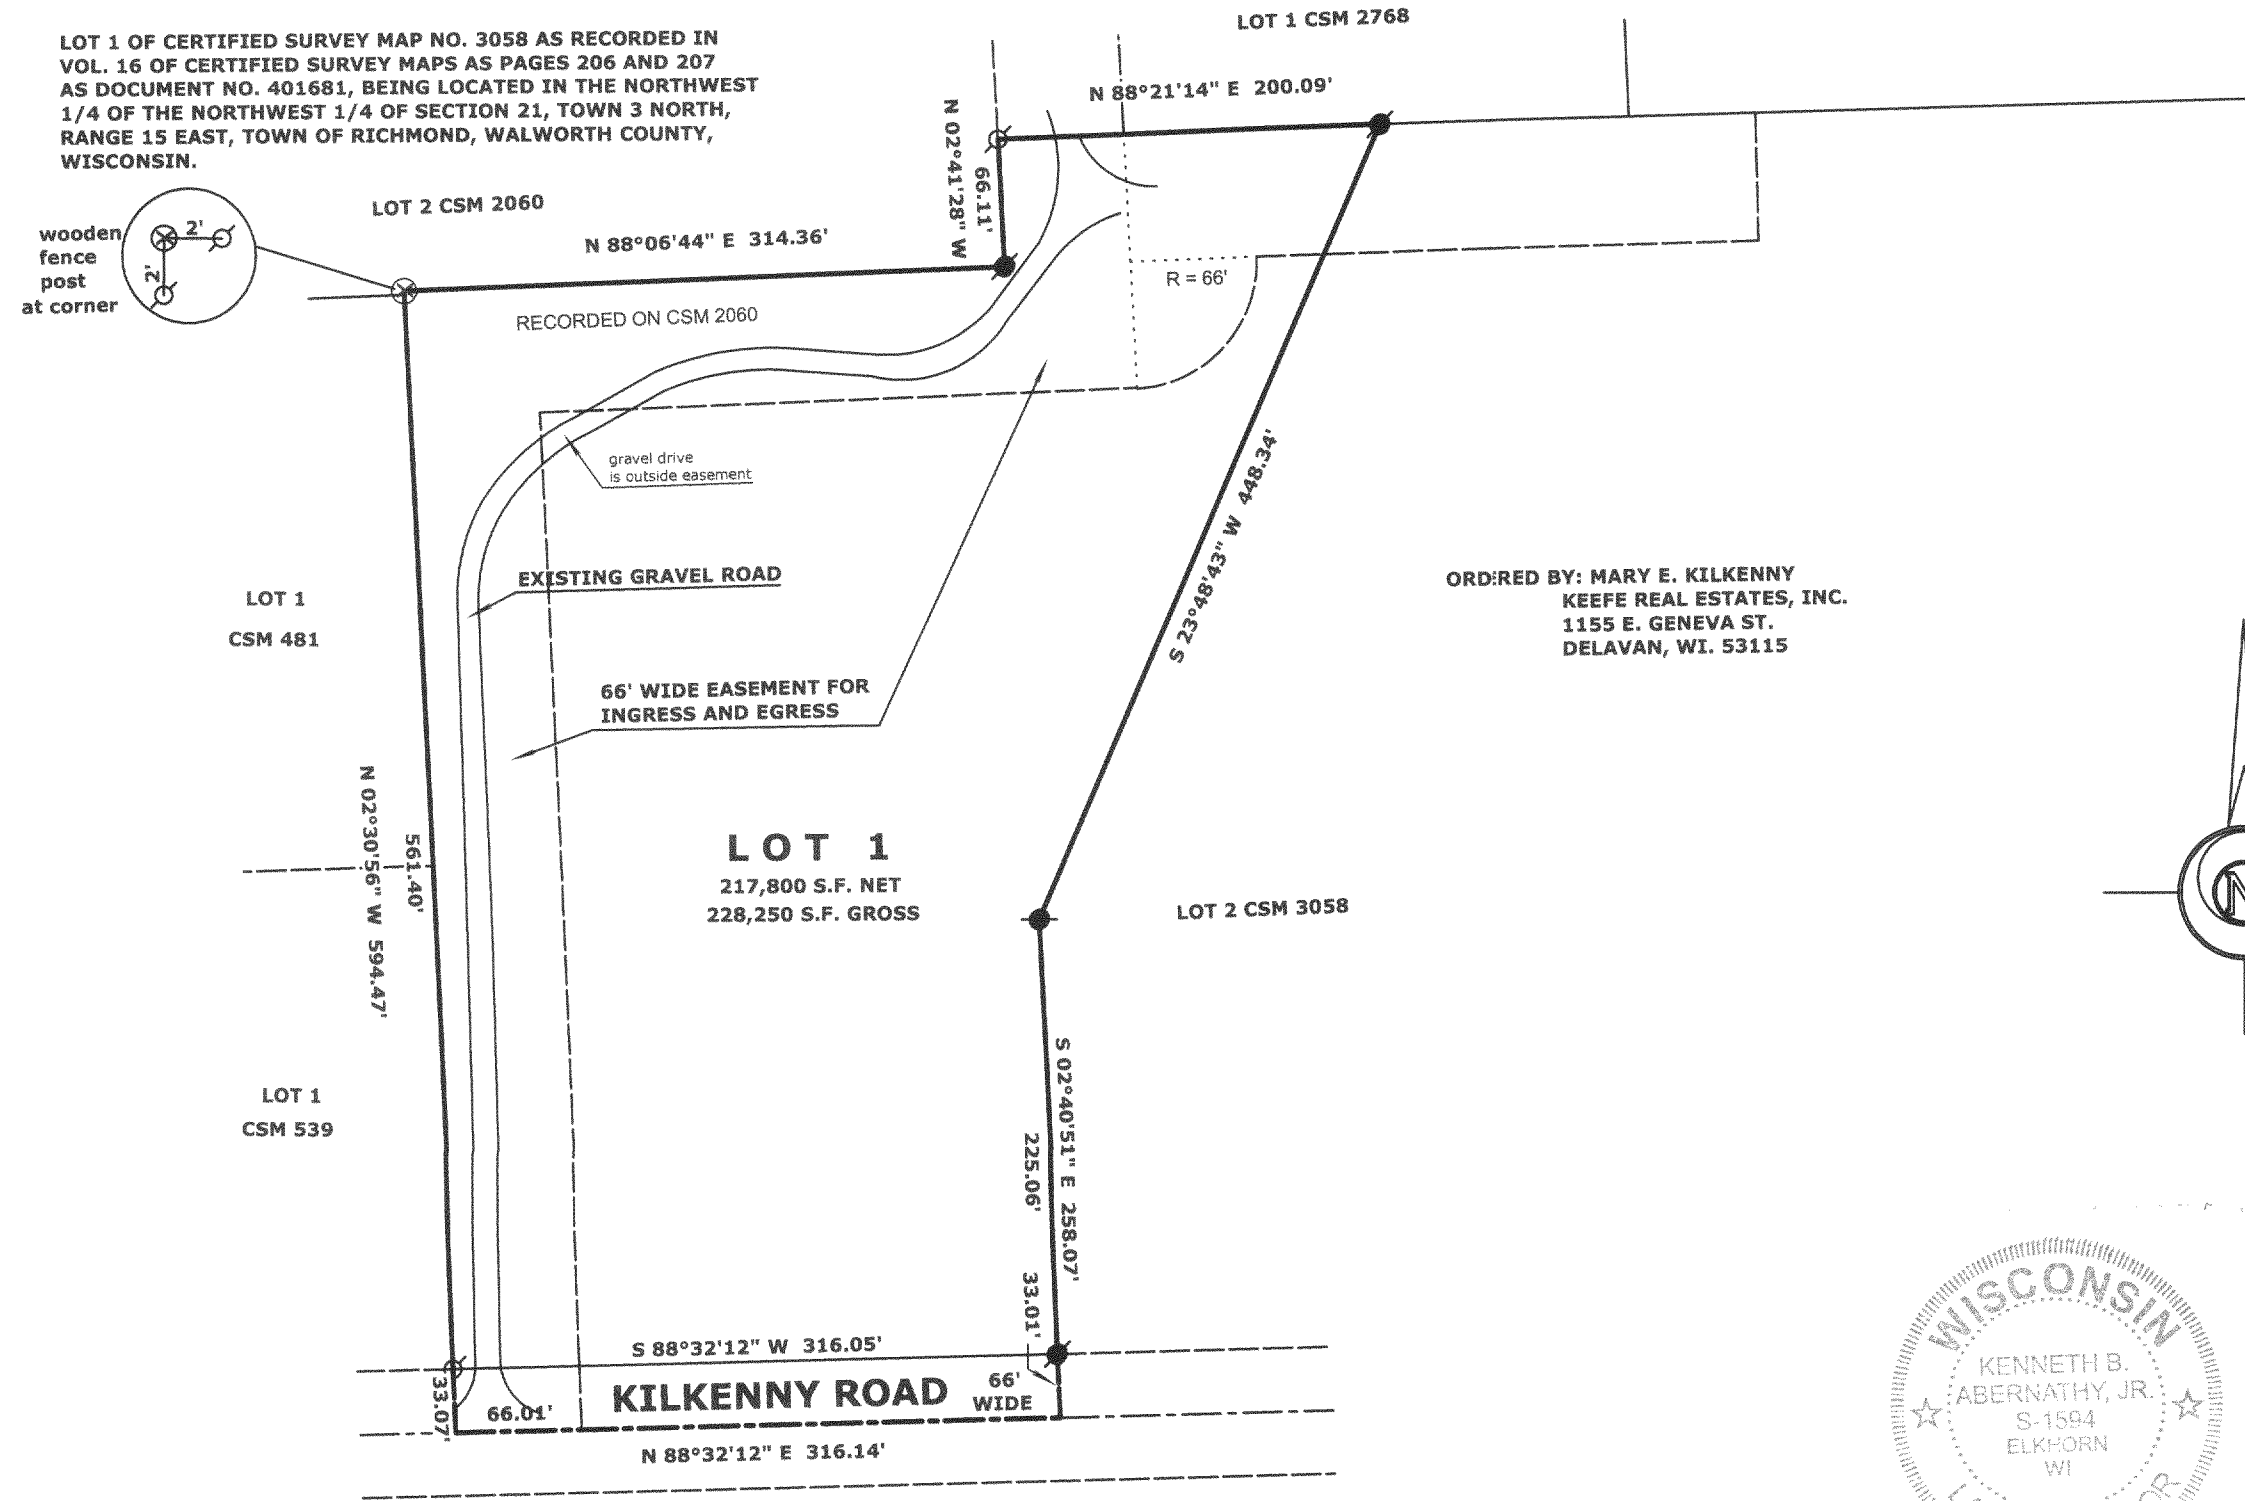 LOT 1 OF CERTIFIED SURVEY MAP NO. 3058 AS RECORDED IN
VOL. 16 OF CERTIFIED SURVEY MAPS AS PAGES 206 AND 207
AS DOCUMENT NO. 401681, BEING LOCATED IN THE NORTHWEST
1/4 OF THE NORTHWEST 1/4 OF SECTION 21, TOWN 3 NORTH,
RANGE 15 EAST, TOWN OF RICHMOND, WALWORTH COUNTY,
WISCONSIN.
LOT 1 CSM 2768
N 88°21'14" E 200.09'
N 02°41'28" W
66.11'
LOT 2 CSM 2060
N 88°06'44" E 314.36'
wooden
fence
post
at corner
2'
2'
RECORDED ON CSM 2060
R = 66'
gravel drive
is outside easement
S 23°48'43" W 448.34'
EXISTING GRAVEL ROAD
LOT 1
CSM 481
ORDERED BY: MARY E. KILKENNY
KEEFE REAL ESTATES, INC.
1155 E. GENEVA ST.
DELAVAN, WI. 53115
66' WIDE EASEMENT FOR
INGRESS AND EGRESS
N 02°30'56" W 594.47'
561.40'
LOT 1
217,800 S.F. NET
228,250 S.F. GROSS
LOT 2 CSM 3058
N
LOT 1
CSM 539
S 02°40'51" E 258.07'
225.06'
33.01'
S 88°32'12" W 316.05'
KILKENNY ROAD
66'
WIDE
33.07'
66.01'
N 88°32'12" E 316.14'
WISCONSIN
KENNETH B.
ABERNATHY, JR.
S-1594
ELKHORN
WI